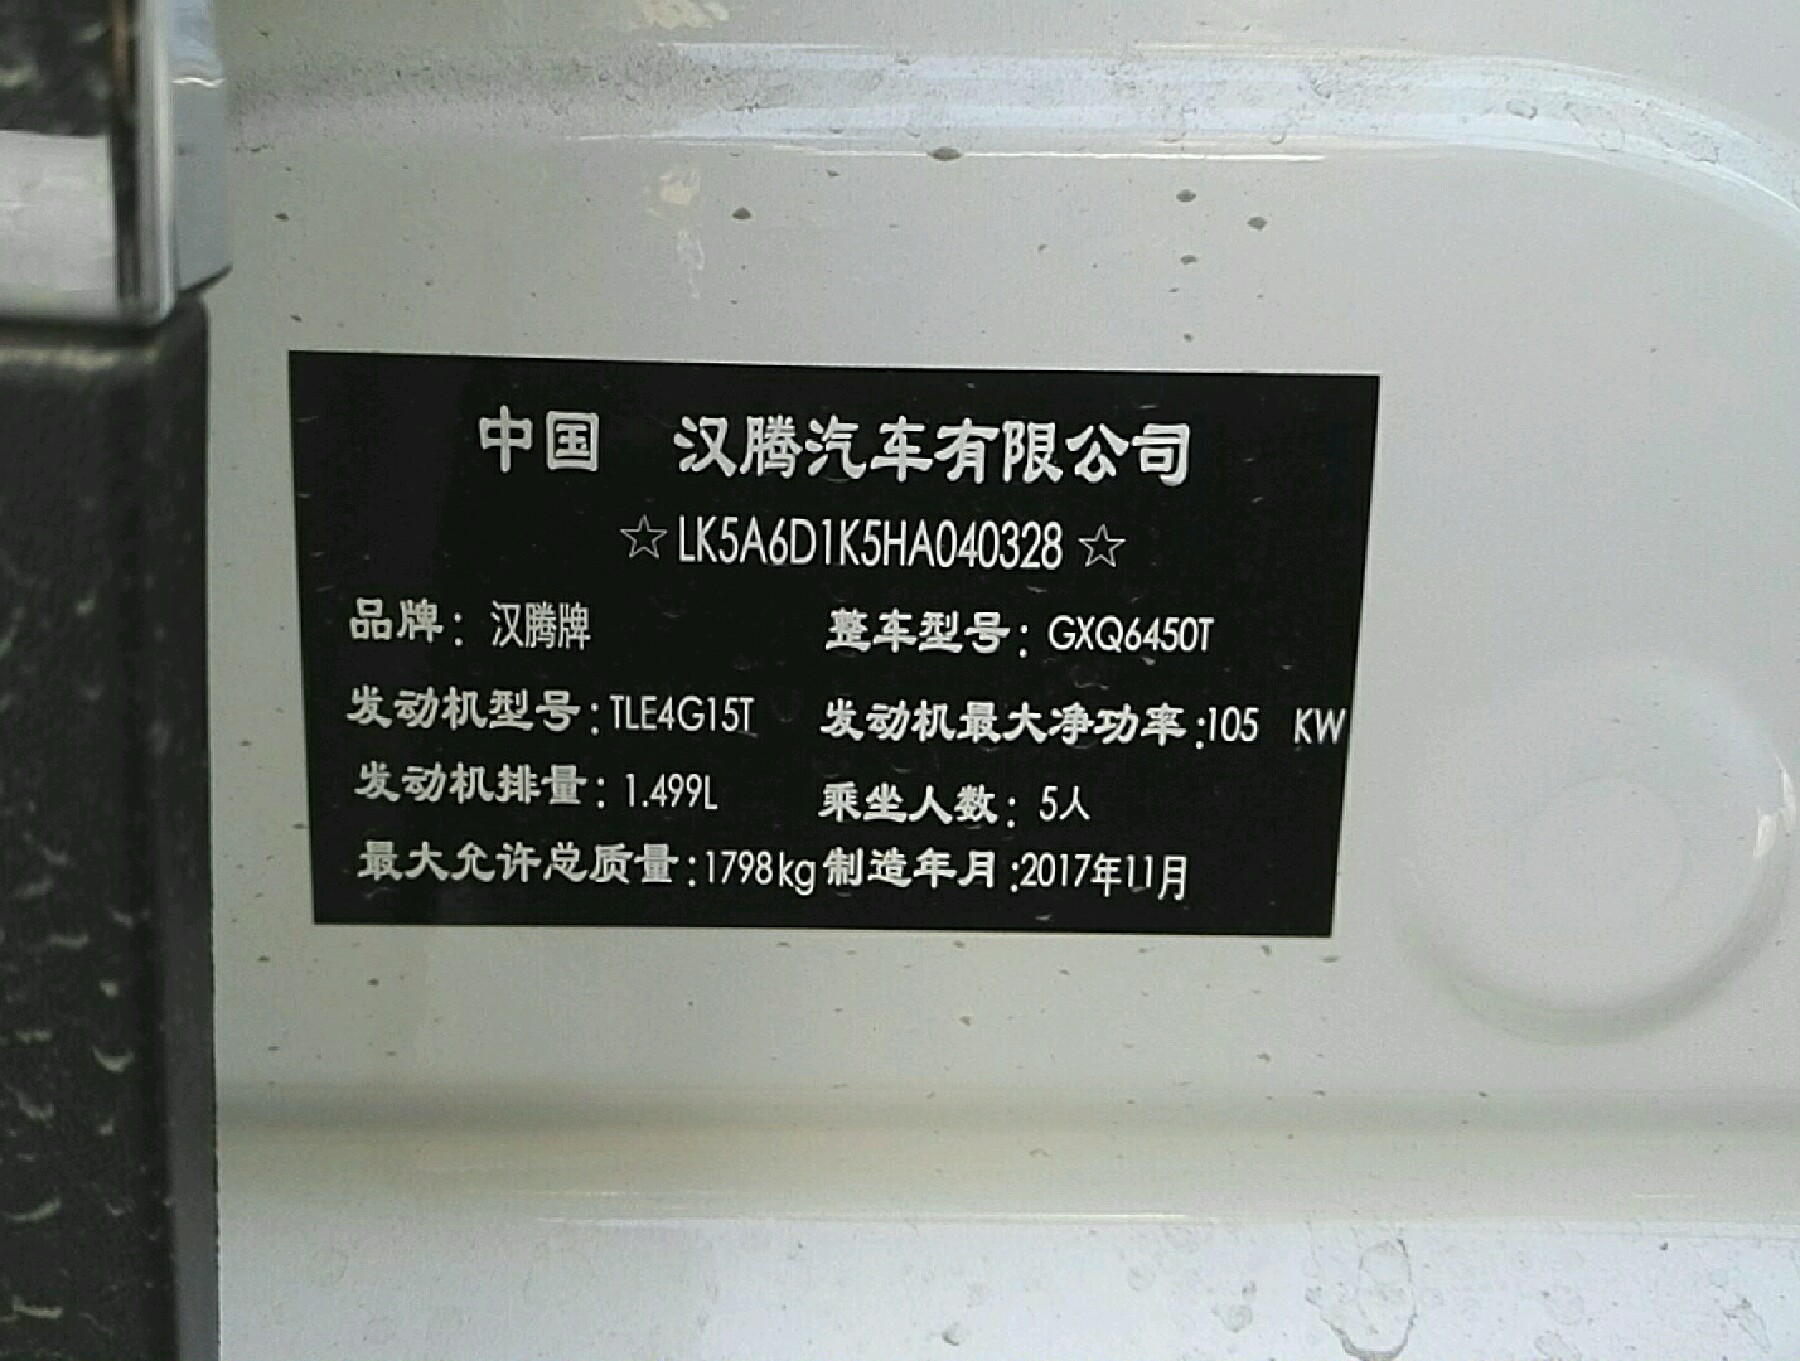 中国 汉腾汽车有限公司
☆LK5A6D1K5HA040328☆
品牌：汉腾牌 整车型号：GXQ6450T
发动机型号：TLE4G15T 发动机最大净功率：105 KW
发动机排量：1.499L 乘坐人数：5人
最大允许总质量：1798kg 制造年月：2017年11月